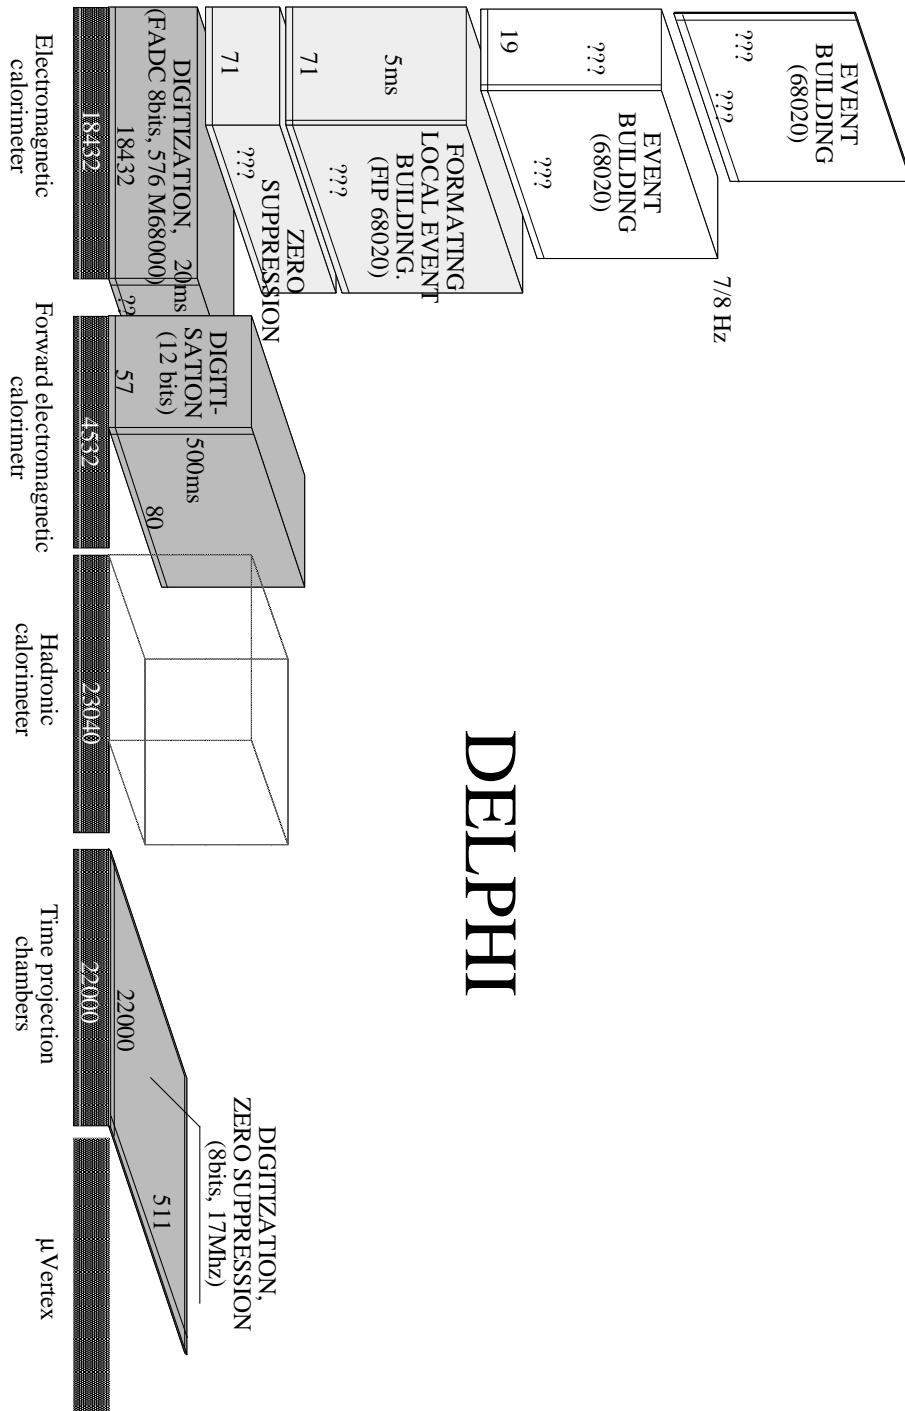 DELPHI
EVENT
BUILDING
(68020)
???
???
7/8 Hz
EVENT
BUILDING
(68020)
???
19
???
FORMATING
LOCAL EVENT
BUILDING.
(FIP 68020)
5ms
71
???
ZERO
SUPPRESSION
71
???
DIGITIZATION,
(FADC 8bits, 576 M68000)
20ms
18432
??
DIGITI-
SATION
(12 bits)
500ms
57
80
DIGITIZATION,
ZERO SUPPRESSION
(8bits, 17Mhz)
22000
511
18432
4532
23040
22000
Electromagnetic
calorimeter
Forward electromagnetic
calorimetr
Hadronic
calorimeter
Time projection
chambers
μVertex